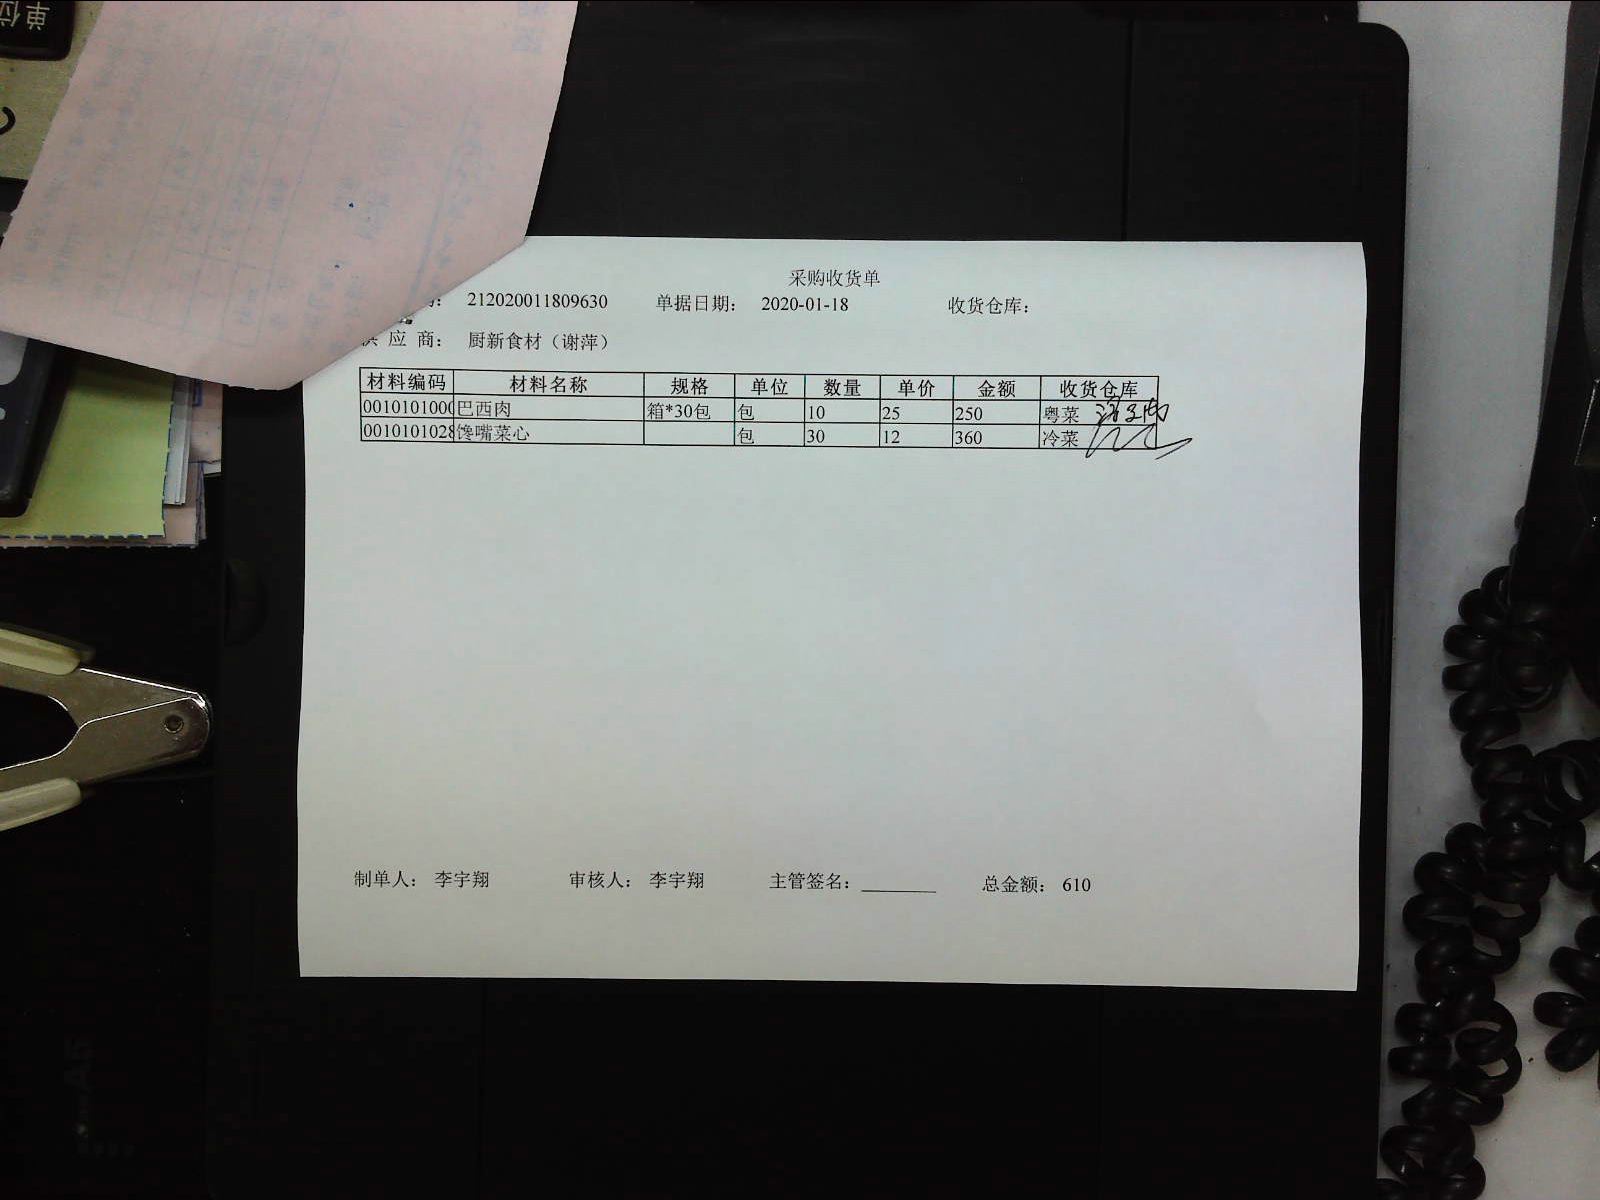 单位
采购收货单
212020011809630 单据日期： 2020-01-18 收货仓库：
供 应 商： 厨新食材（谢萍）
材料编码 材料名称 规格 单位 数量 单价 金额 收货仓库
0010101000 巴西肉 箱*30包 包 10 25 250 粤菜
0010101028 馋嘴菜心 包 30 12 360 冷菜
制单人： 李宇翔 审核人： 李宇翔 主管签名： 总金额： 610